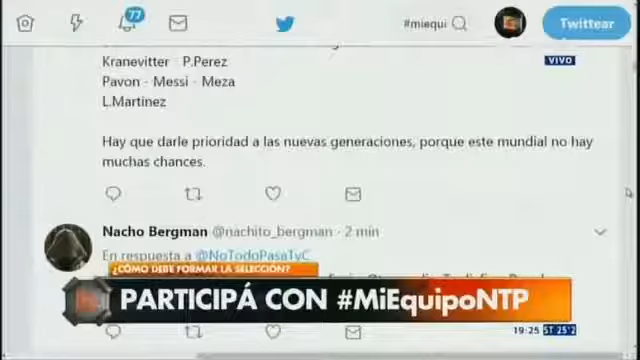 77
#miequi
Twittear
Kranevitter - P.Perez
VIVO
Pavon - Messi - Meza
L.Martinez
Hay que darle prioridad a las nuevas generaciones, porque este mundial no hay
muchas chances.
Nacho Bergman @nachito_bergman · 2 min
En respuesta a @NoTodoPasaTyC
¿CÓMO DEBE FORMAR LA SELECCIÓN?
PARTICIPÁ CON #MiEquipoNTP
19:25 ST 25'2